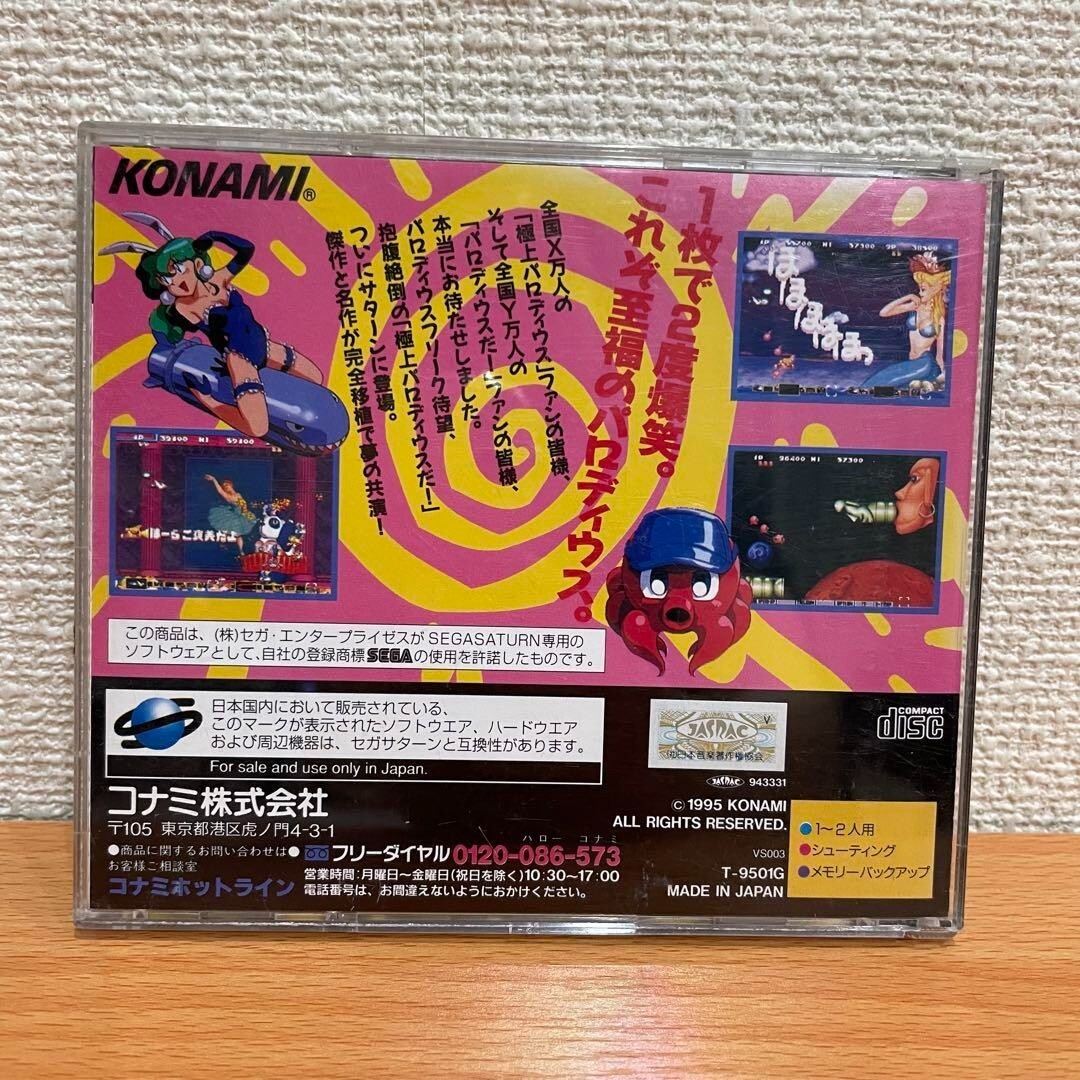 KONAMI®
1枚で2度爆笑。
これぞ至福のパロディウス。
全国X万人の
「極上パロディウス」ファンの皆様、
そして全国Y万人の
「パロディウスだ!」ファンの皆様、
本当にお待たせしました。
パロディウスフリーク待望、
抱腹絶倒の「極上パロディウスだ!」
ついにサターンに登場。
傑作と名作が完全移植で夢の共演!
ほほほほほっ
1P 26400 HI 37300
この商品は、(株)セガ・エンタープライゼスがSEGASATURN専用の
ソフトウェアとして、自社の登録商標SEGAの使用を許諾したものです。
日本国内において販売されている、
このマークが表示されたソフトウエア、ハードウエア
および周辺機器は、セガサターンと互換性があります。
For sale and use only in Japan.
V
JASRAC
COMPACT
disc
JASRAC 943331
コナミ株式会社
〒105 東京都港区虎ノ門4-3-1
●商品に関するお問い合わせは●
お客様ご相談室
コナミホットライン
ハロー コナミ
フリーダイヤル0120-086-573
営業時間:月曜日~金曜日(祝日を除く)10:30~17:00
電話番号は、お間違えないようにおかけください。
© 1995 KONAMI
ALL RIGHTS RESERVED.
VS003
T-9501G
MADE IN JAPAN
●1~2人用
●シューティング
●メモリーバックアップ